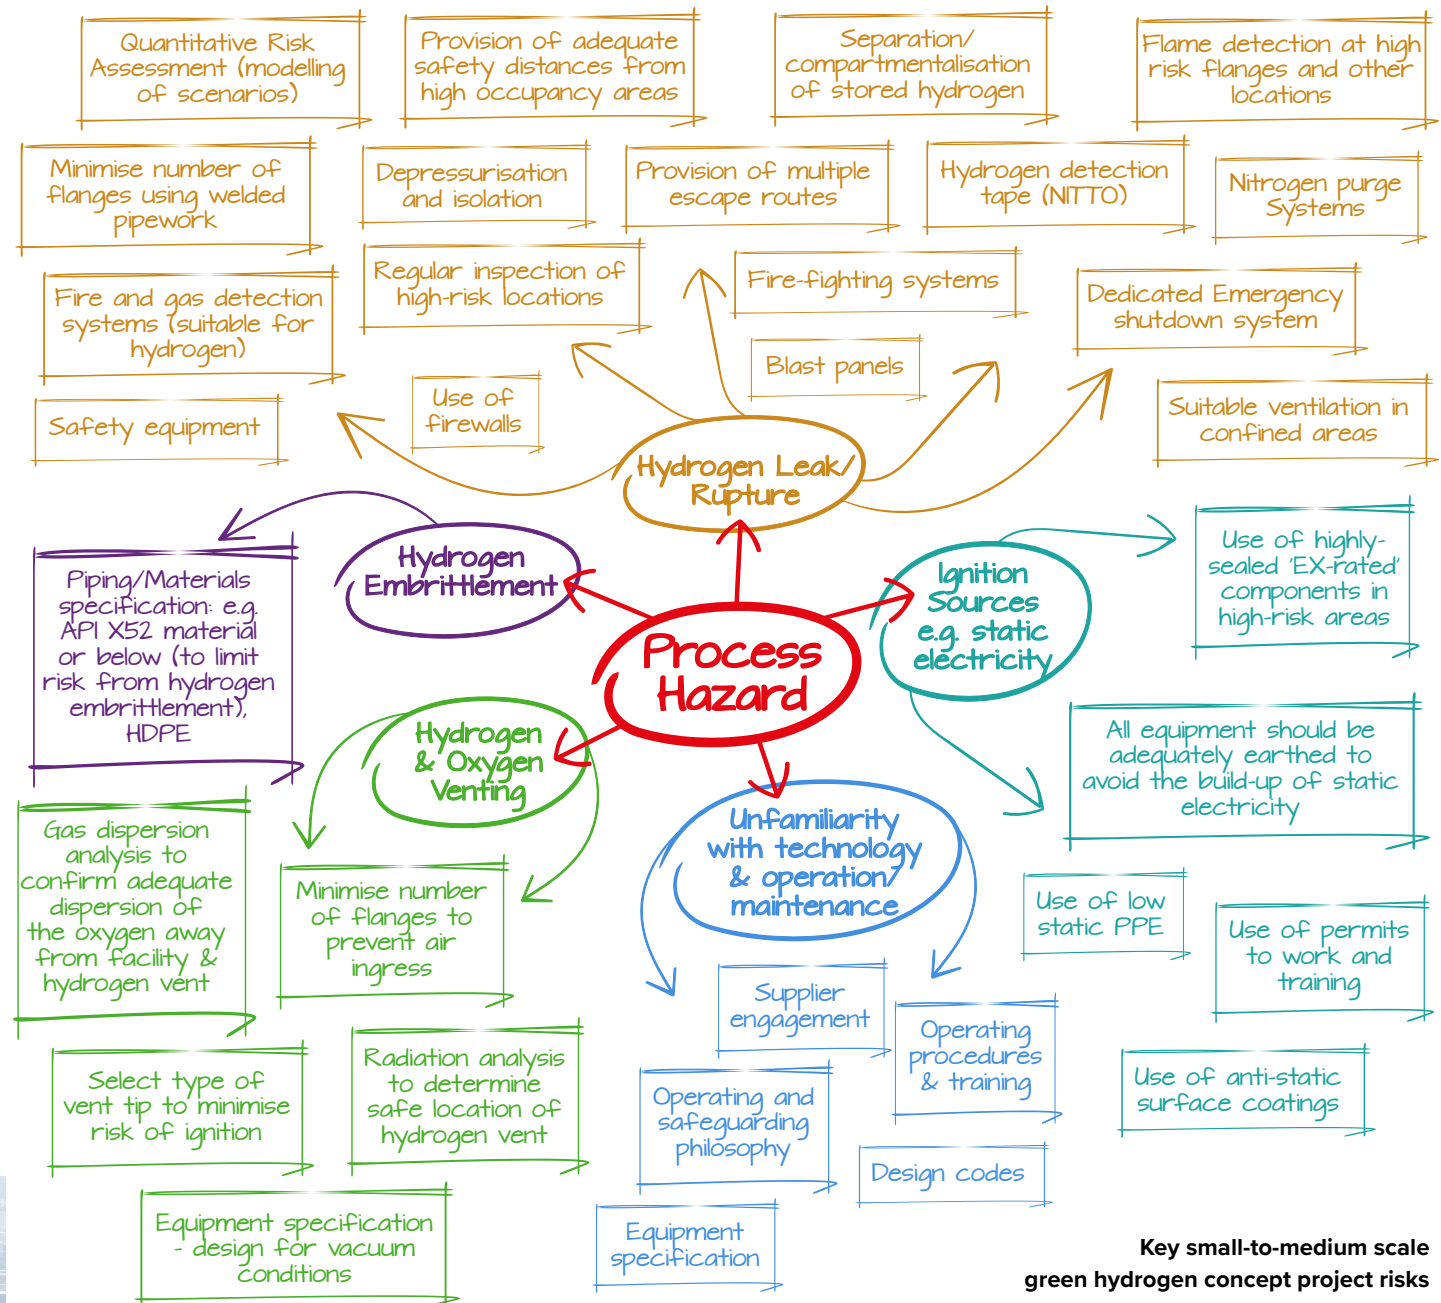 Quantitative Risk
Assessment (modelling
of scenarios)
Provision of adequate
safety distances from
high occupancy areas
Separation/
compartmentalisation
of stored hydrogen
Flame detection at high
risk flanges and other
locations
Minimise number of
flanges using welded
pipework
Depressurisation
and isolation
Provision of multiple
escape routes
Hydrogen detection
tape (NITTO)
Nitrogen purge
Systems
Fire and gas detection
systems (suitable for
hydrogen)
Regular inspection of
high-risk locations
Fire-fighting systems
Dedicated Emergency
shutdown system
Safety equipment
Use of
firewalls
Blast panels
Suitable ventilation in
confined areas
Hydrogen Leak/
Rupture
Hydrogen
Embrittlement
Ignition
Sources
e.g. static
electricity
Use of highly-
sealed 'EX-rated'
components in
high-risk areas
Piping/Materials
specification: e.g.
API X52 material
or below (to limit
risk from hydrogen
embrittlement),
HDPE
Process
Hazard
Hydrogen
& Oxygen
Venting
All equipment should be
adequately earthed to
avoid the build-up of static
electricity
Unfamiliarity
with technology
& operation/
maintenance
Gas dispersion
analysis to
confirm adequate
dispersion of
the oxygen away
from facility &
hydrogen vent
Minimise number
of flanges to
prevent air
ingress
Use of low
static PPE
Use of permits
to work and
training
Supplier
engagement
Operating
procedures
& training
Select type of
vent tip to minimise
risk of ignition
Radiation analysis
to determine
safe location of
hydrogen vent
Operating and
safeguarding
philosophy
Use of anti-static
surface coatings
Design codes
Equipment specification
- design for vacuum
conditions
Equipment
specification
Key small-to-medium scale
green hydrogen concept project risks